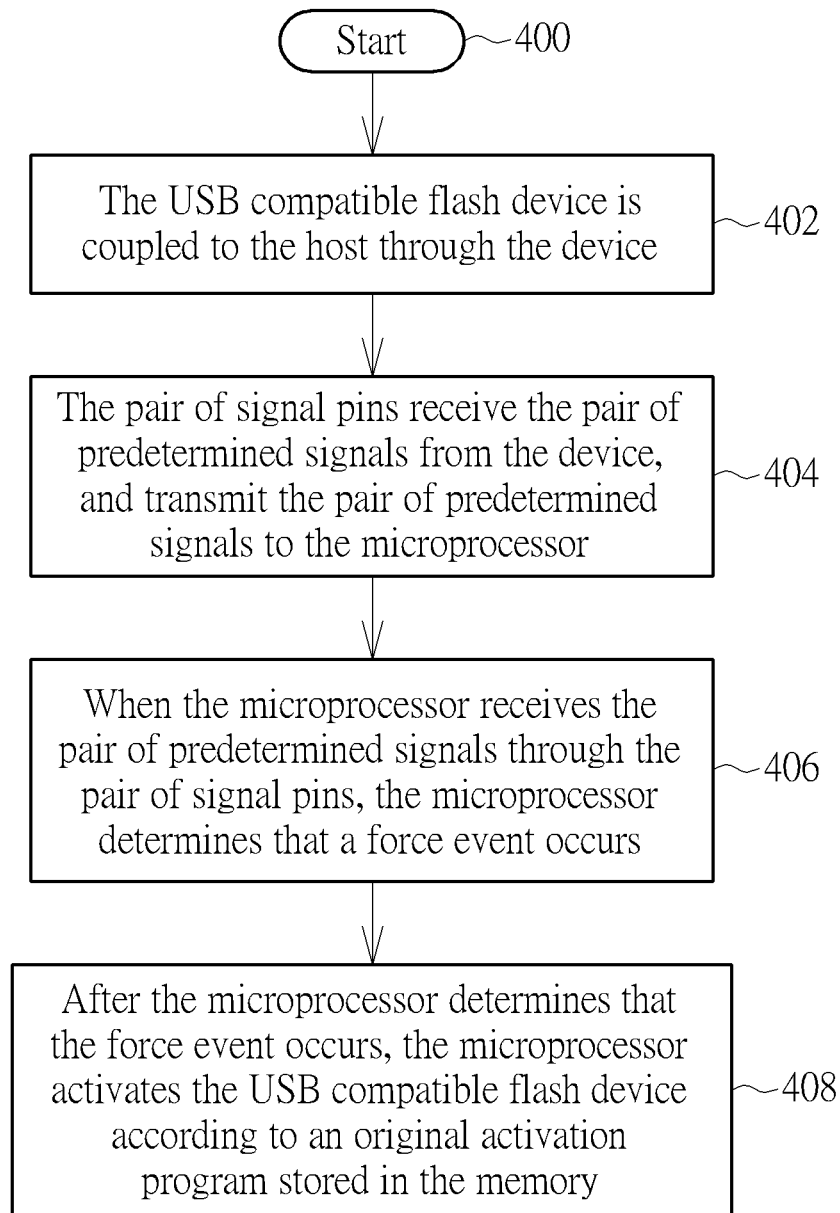 Start
400
The USB compatible flash device is
coupled to the host through the device
402
The pair of signal pins receive the pair of
predetermined signals from the device,
and transmit the pair of predetermined
signals to the microprocessor
404
When the microprocessor receives the
pair of predetermined signals through the
pair of signal pins, the microprocessor
determines that a force event occurs
406
After the microprocessor determines that
the force event occurs, the microprocessor
activates the USB compatible flash device
according to an original activation
program stored in the memory
408